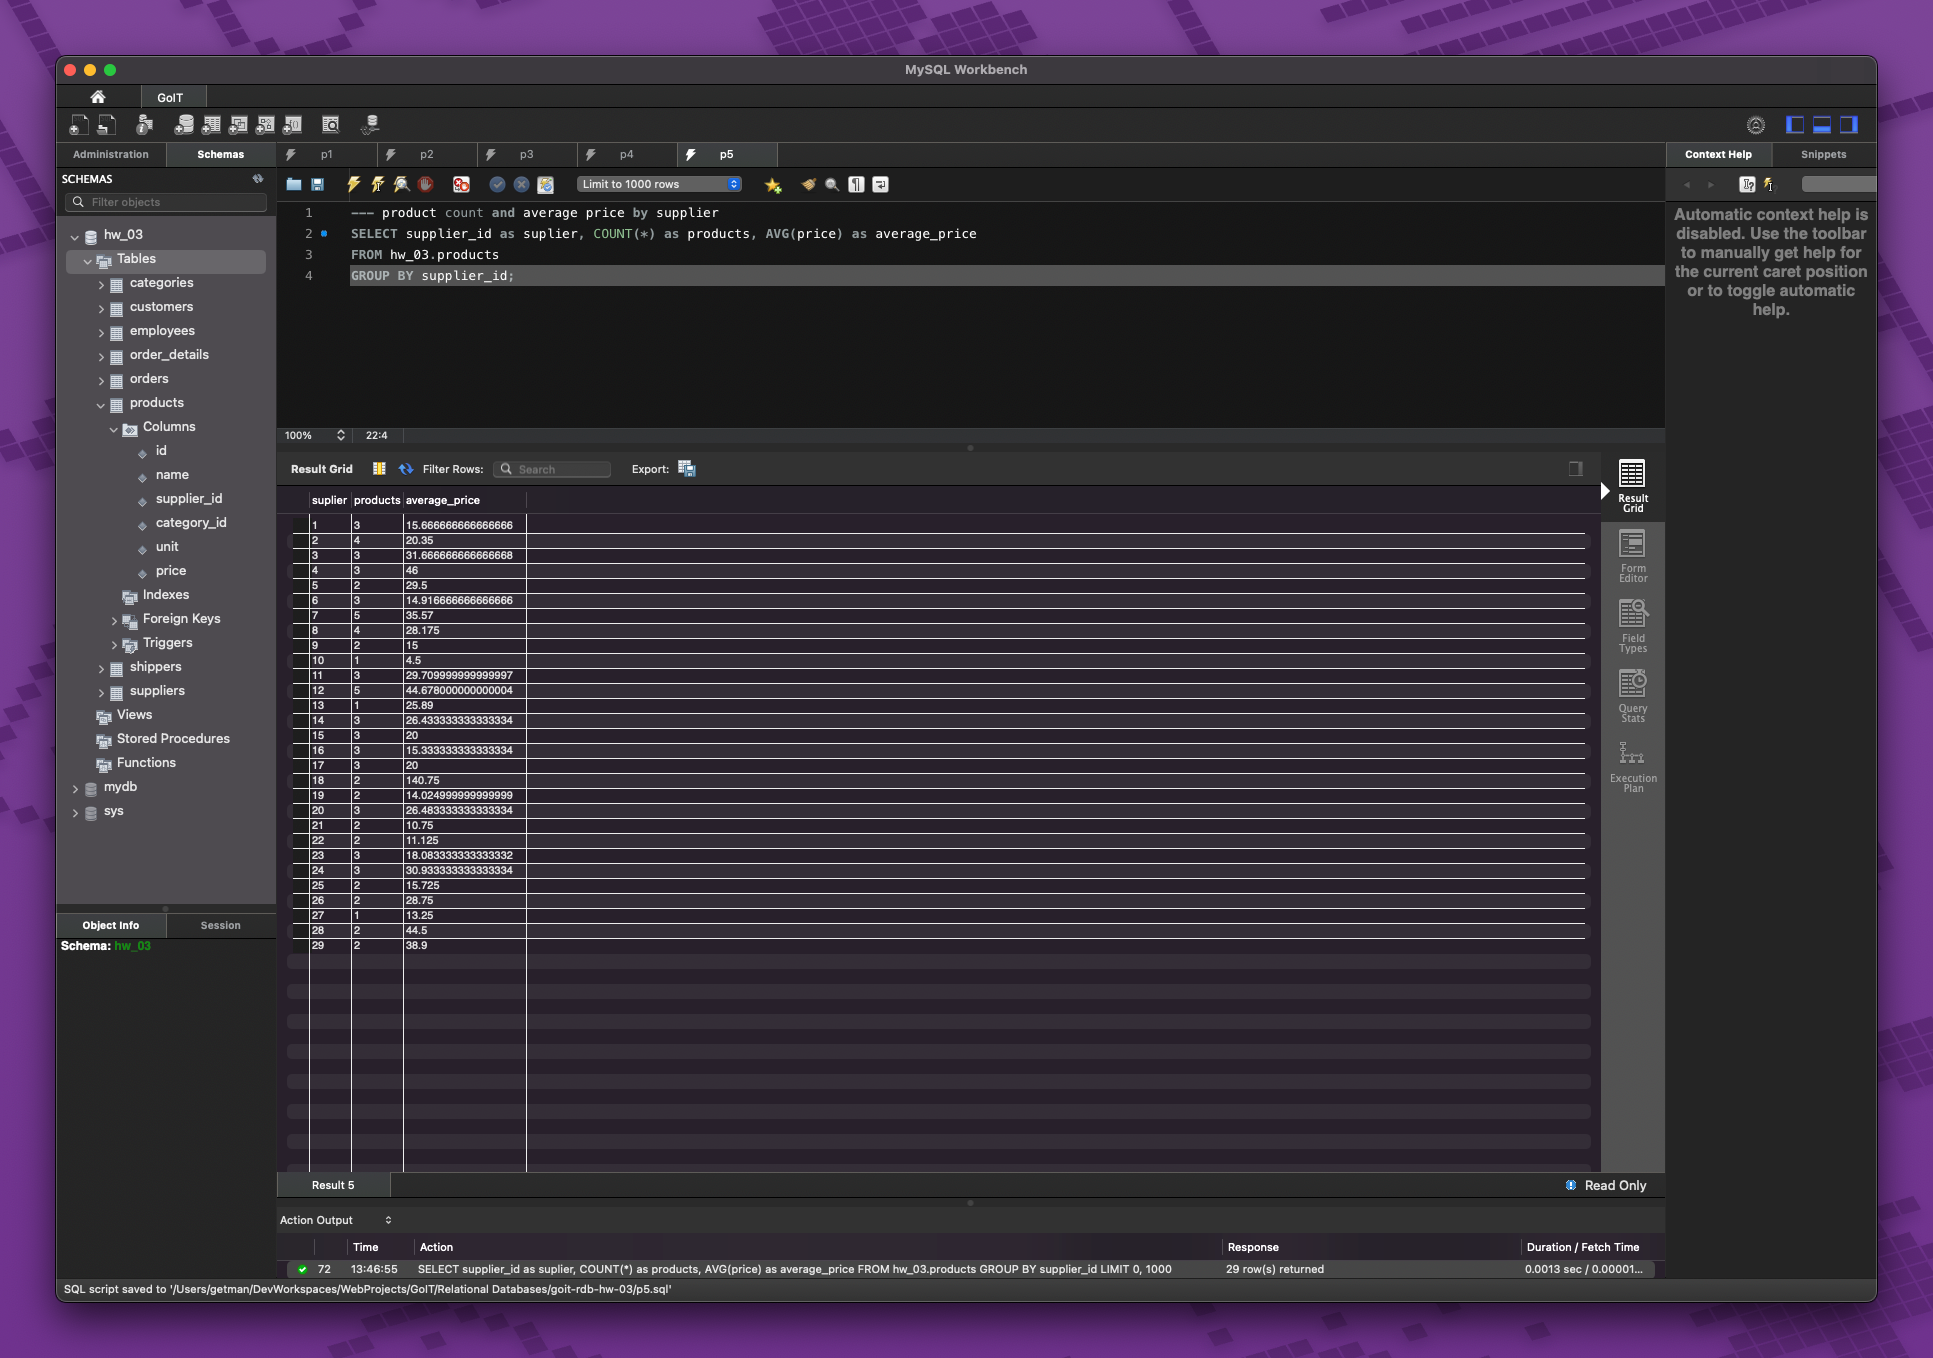 MySQL Workbench
GoIT
Administration
Schemas
p1
p2
p3
p4
p5
Context Help
Snippets
SCHEMAS
Filter objects
hw_03
Tables
categories
customers
employees
order_details
orders
products
Columns
id
name
supplier_id
category_id
unit
price
Indexes
Foreign Keys
Triggers
shippers
suppliers
Views
Stored Procedures
Functions
mydb
sys
Object Info
Session
Schema: hw_03
Limit to 1000 rows
1 --- product count and average price by supplier
2 SELECT supplier_id as suplier, COUNT(*) as products, AVG(price) as average_price
3 FROM hw_03.products
4 GROUP BY supplier_id;
100% 22:4
Result Grid Filter Rows: Search Export:
suplier products average_price
1 3 15.666666666666666
2 4 20.35
3 3 31.666666666666668
4 3 46
5 2 29.5
6 3 14.916666666666666
7 5 35.57
8 4 28.175
9 2 15
10 1 4.5
11 3 29.709999999999997
12 5 44.678000000000004
13 1 25.89
14 3 26.433333333333334
15 3 20
16 3 15.333333333333334
17 3 20
18 2 140.75
19 2 14.024999999999999
20 3 26.483333333333334
21 2 10.75
22 2 11.125
23 3 18.083333333333332
24 3 30.933333333333334
25 2 15.725
26 2 28.75
27 1 13.25
28 2 44.5
29 2 38.9
Result
Grid
Form
Editor
Field
Types
Query
Stats
Execution
Plan
Automatic context help is
disabled. Use the toolbar
to manually get help for
the current caret position
or to toggle automatic
help.
Result 5
Read Only
Action Output
Time Action Response Duration / Fetch Time
72 13:46:55 SELECT supplier_id as suplier, COUNT(*) as products, AVG(price) as average_price FROM hw_03.products GROUP BY supplier_id LIMIT 0, 1000 29 row(s) returned 0.0013 sec / 0.00001...
SQL script saved to '/Users/getman/DevWorkspaces/WebProjects/GoIT/Relational Databases/goit-rdb-hw-03/p5.sql'